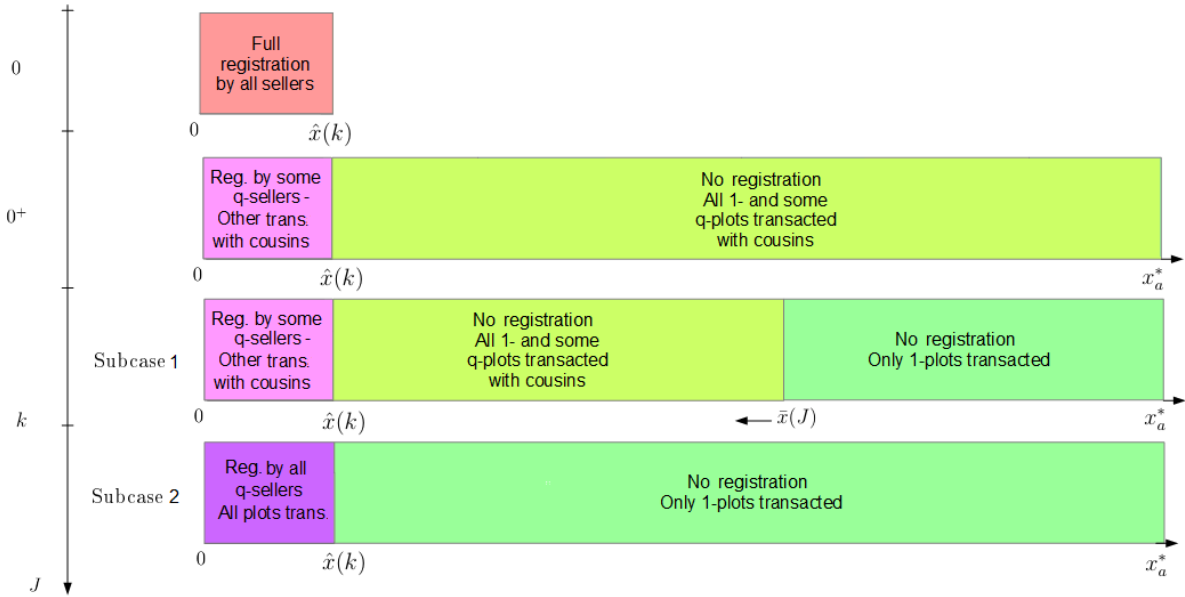 0
Full
registration
by all sellers
0
x̂(k)
0⁺
Reg. by some
q-sellers -
Other trans.
with cousins
No registration
All 1- and some
q-plots transacted
with cousins
0
x̂(k)
x*ₐ
Subcase 1
Reg. by some
q-sellers -
Other trans.
with cousins
No registration
All 1- and some
q-plots transacted
with cousins
No registration
Only 1-plots transacted
0
x̂(k)
x̄(J)
x*ₐ
k
Subcase 2
Reg. by all
q-sellers
All plots trans.
No registration
Only 1-plots transacted
0
x̂(k)
x*ₐ
J